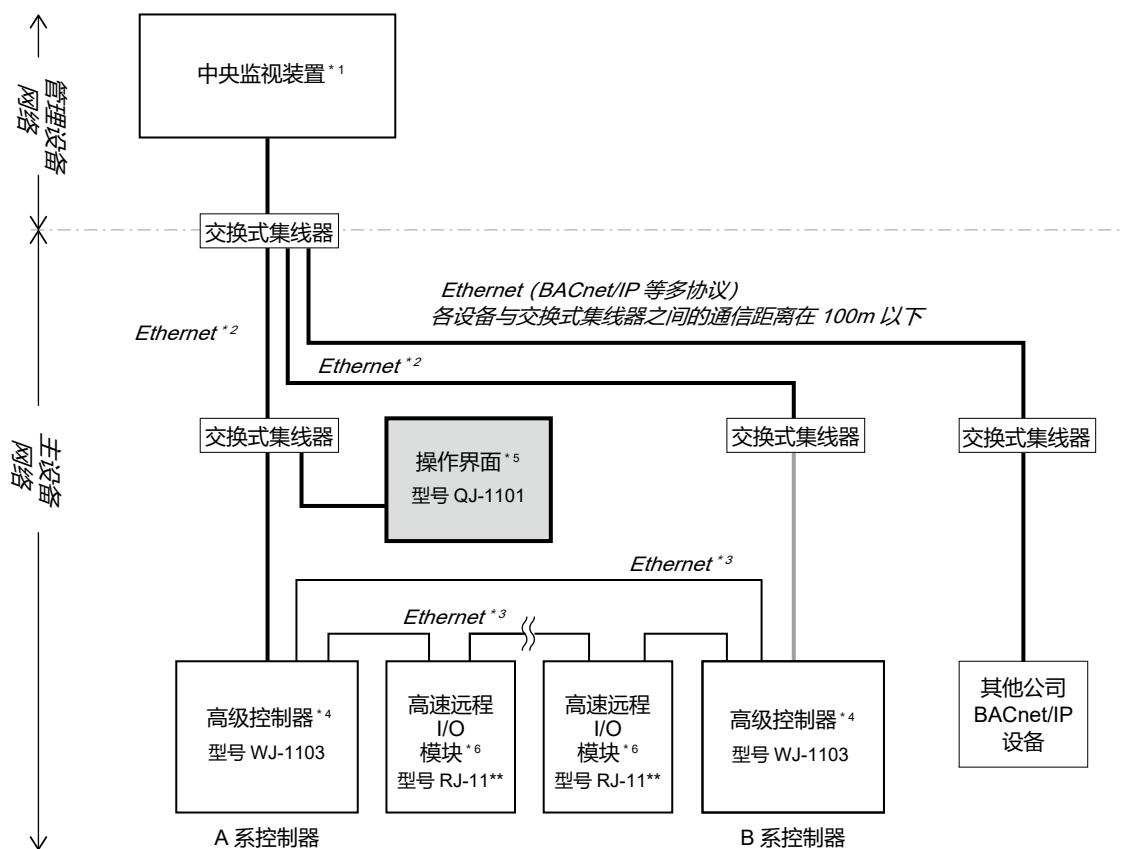 中央监视装置*1
管理设备
网络
交换式集线器
Ethernet（BACnet/IP 等多协议）
各设备与交换式集线器之间的通信距离在 100m 以下
Ethernet*2
Ethernet*2
交换式集线器
交换式集线器
交换式集线器
操作界面*5
型号 QJ-1101
主设备
网络
Ethernet*3
Ethernet*3
高级控制器*4
型号 WJ-1103
高速远程
I/O
模块*6
型号 RJ-11**
高速远程
I/O
模块*6
型号 RJ-11**
高级控制器*4
型号 WJ-1103
其他公司
BACnet/IP
设备
A 系控制器
B 系控制器